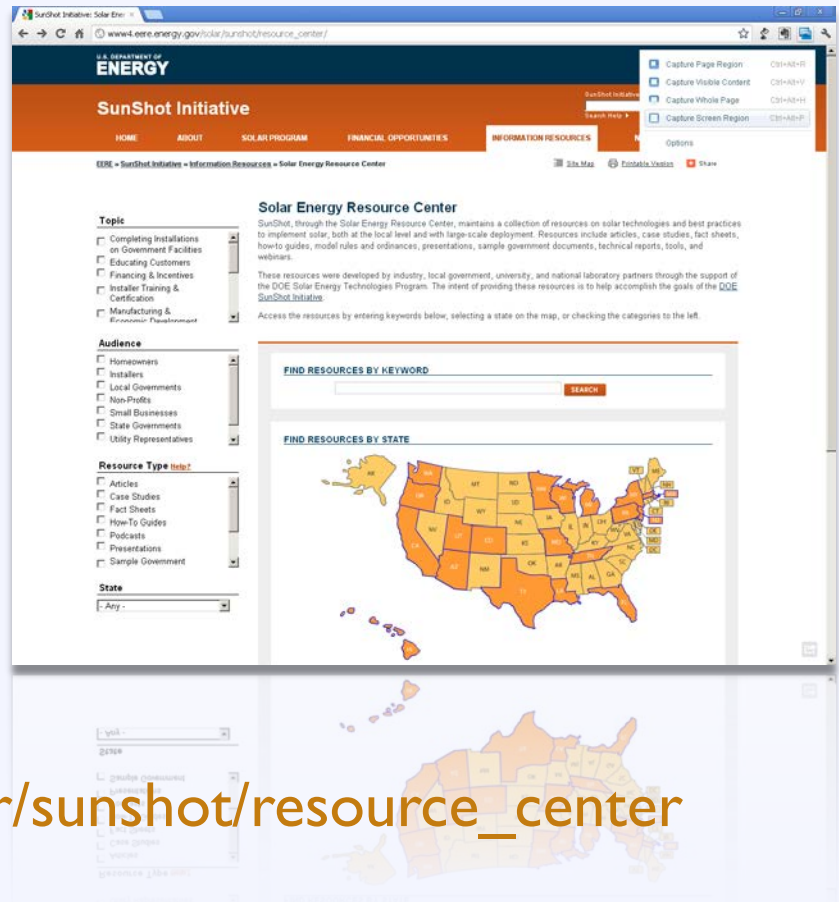 SunShot Initiative: Solar Ener
www4.eere.energy.gov/solar/sunshot/resource_center/
U.S. DEPARTMENT OF
ENERGY
Capture Page Region Ctrl+Alt+R
Capture Visible Content Ctrl+Alt+V
Capture Whole Page Ctrl+Alt+H
Capture Screen Region Ctrl+Alt+P
Options
SunShot Initiative
Search Help
HOME ABOUT SOLAR PROGRAM FINANCIAL OPPORTUNITIES INFORMATION RESOURCES N
EERE » SunShot Initiative » Information Resources » Solar Energy Resource Center
Site Map Printable Version Share
Topic
Completing Installations
on Government Facilities
Educating Customers
Financing & Incentives
Installer Training &
Certification
Manufacturing &
Economic Development
Audience
Homeowners
Installers
Local Governments
Non-Profits
Small Businesses
State Governments
Utility Representatives
Resource Type Help?
Articles
Case Studies
Fact Sheets
How-To Guides
Podcasts
Presentations
Sample Government
State
- Any -
Solar Energy Resource Center
SunShot, through the Solar Energy Resource Center, maintains a collection of resources on solar technologies and best practices
to implement solar, both at the local level and with large-scale deployment. Resources include articles, case studies, fact sheets,
how-to guides, model rules and ordinances, presentations, sample government documents, technical reports, tools, and
webinars.
These resources were developed by industry, local government, university, and national laboratory partners through the support of
the DOE Solar Energy Technologies Program. The intent of providing these resources is to help accomplish the goals of the DOE
SunShot Initiative.
Access the resources by entering keywords below, selecting a state on the map, or checking the categories to the left.
FIND RESOURCES BY KEYWORD
SEARCH
FIND RESOURCES BY STATE
AK WA MT ND MN VT ME
OR ID SD WI NH
WY IA RI
NV NE IL IN OH CT
UT CO KS MO KY DE
CA NC MD
AZ NM OK AR SC DC
MS AL GA
TX FL
HI
r/sunshot/resource_center